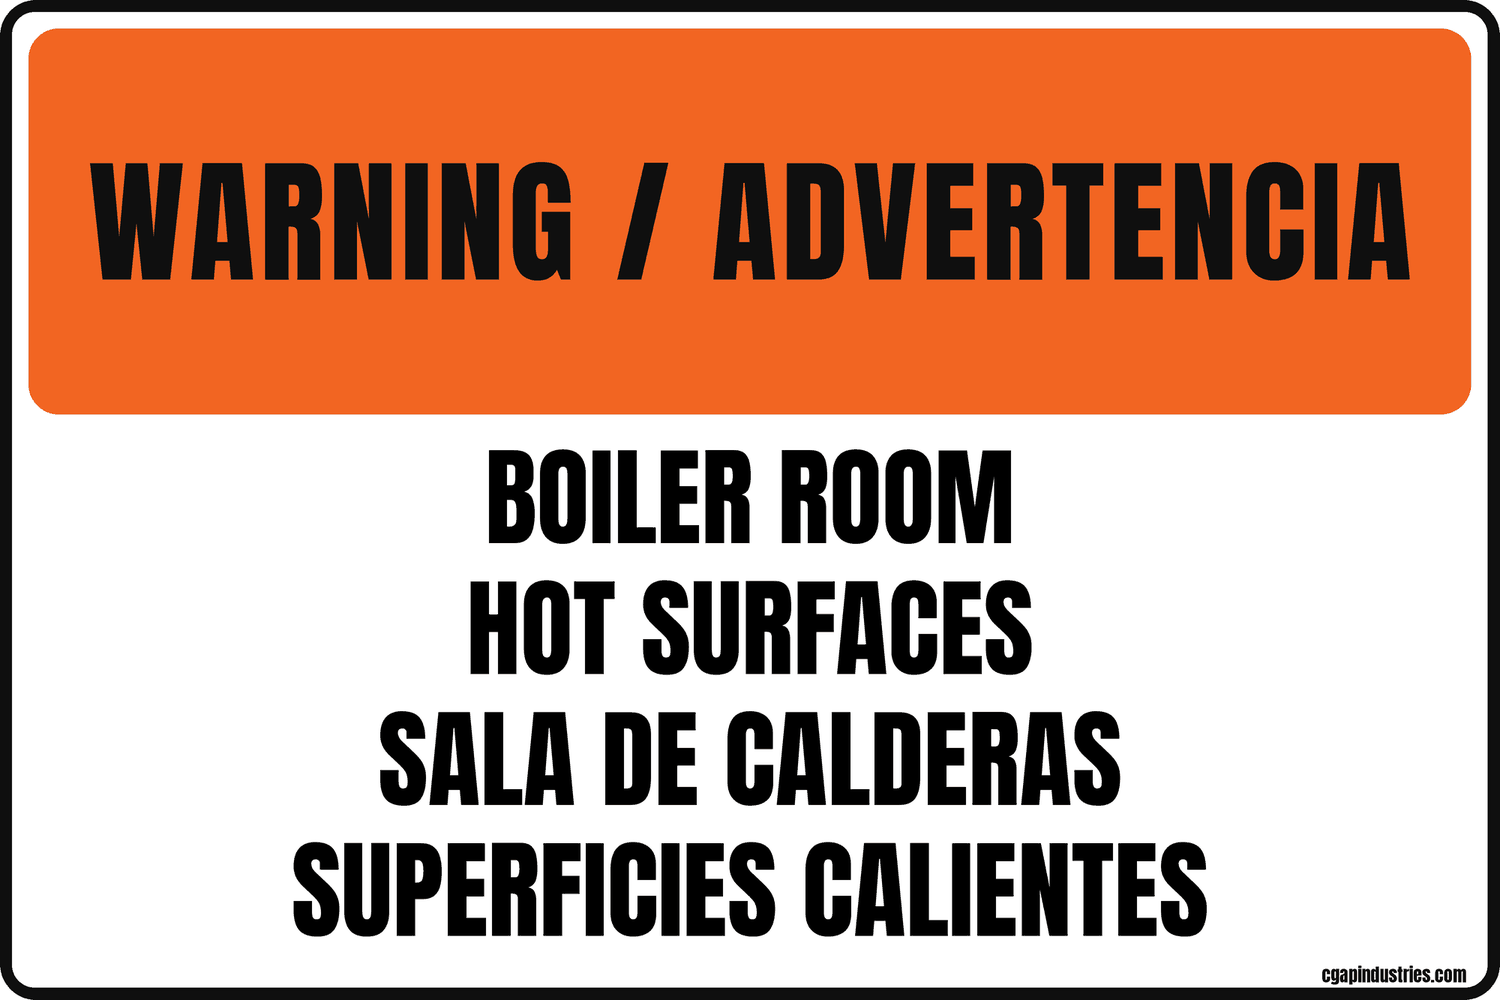 WARNING / ADVERTENCIA
BOILER ROOM
HOT SURFACES
SALA DE CALDERAS
SUPERFICIES CALIENTES
cgapindustries.com